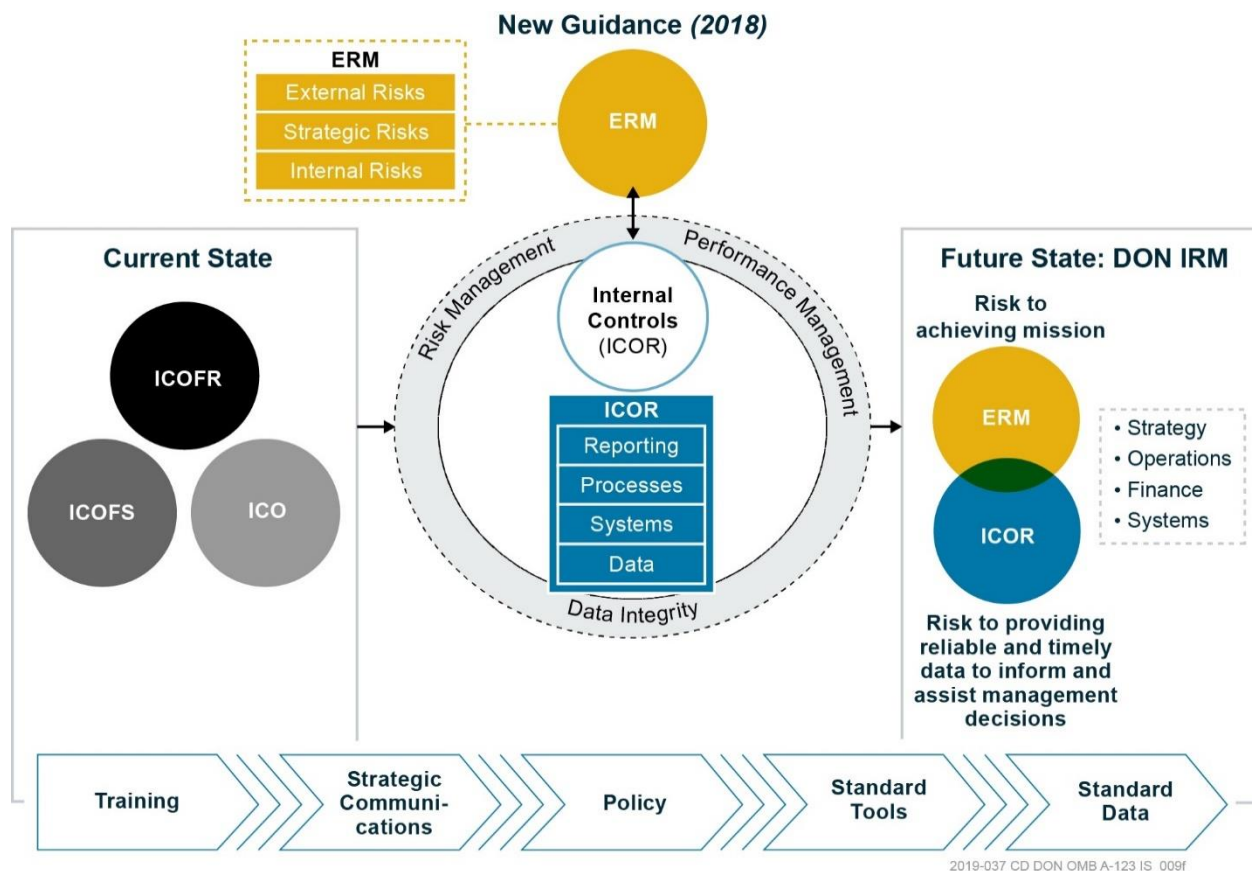 New Guidance (2018)
ERM
External Risks
Strategic Risks
Internal Risks
ERM
Current State
ICOFR
ICOFS
ICO
Risk Management
Performance Management
Data Integrity
Internal
Controls
(ICOR)
ICOR
Reporting
Processes
Systems
Data
Future State: DON IRM
Risk to
achieving mission
ERM
ICOR
• Strategy
• Operations
• Finance
• Systems
Risk to providing
reliable and timely
data to inform and
assist management
decisions
Training
Strategic
Communi-
cations
Policy
Standard
Tools
Standard
Data
2019-037 CD DON OMB A-123 IS 009f